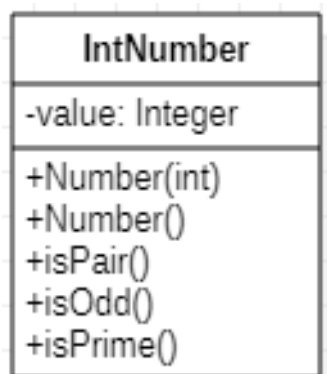 IntNumber
-value: Integer
+Number(int)
+Number()
+isPair()
+isOdd()
+isPrime()